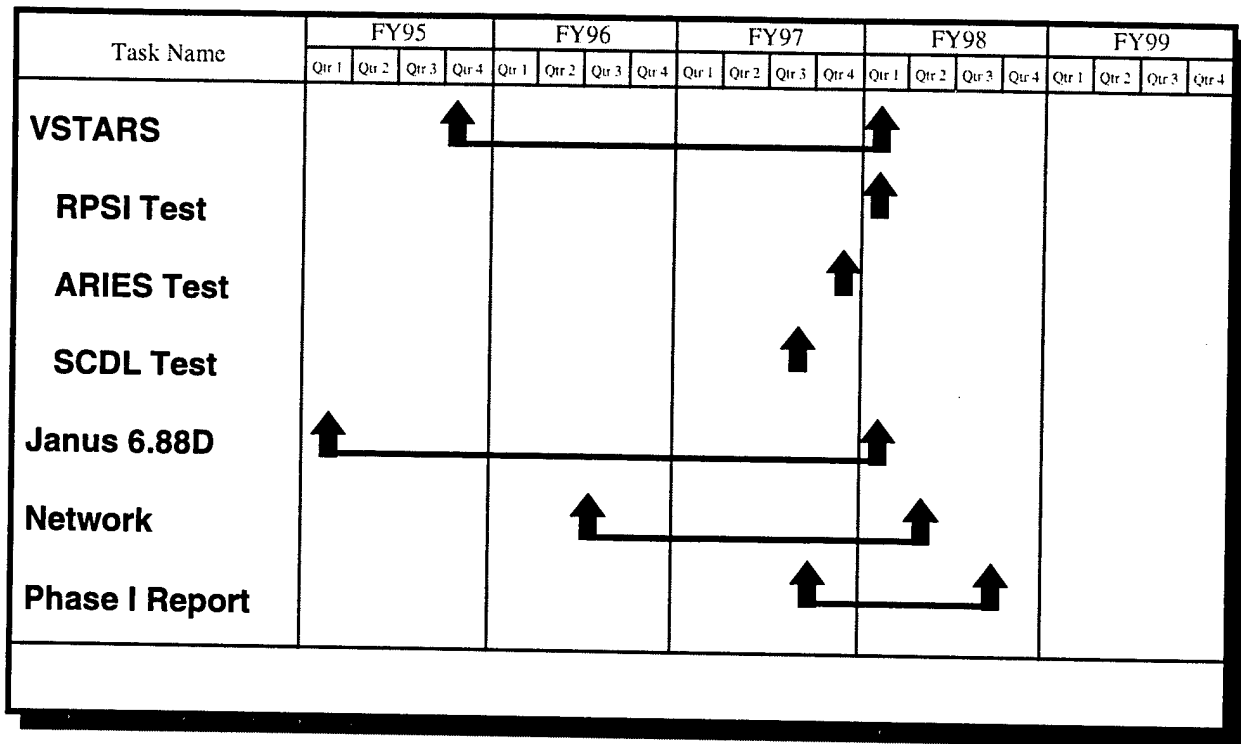 Task Name FY95 FY96 FY97 FY98 FY99
Qtr 1 Qtr 2 Qtr 3 Qtr 4 Qtr 1 Qtr 2 Qtr 3 Qtr 4 Qtr 1 Qtr 2 Qtr 3 Qtr 4 Qtr 1 Qtr 2 Qtr 3 Qtr 4 Qtr 1 Qtr 2 Qtr 3 Qtr 4
VSTARS
RPSI Test
ARIES Test
SCDL Test
Janus 6.88D
Network
Phase I Report